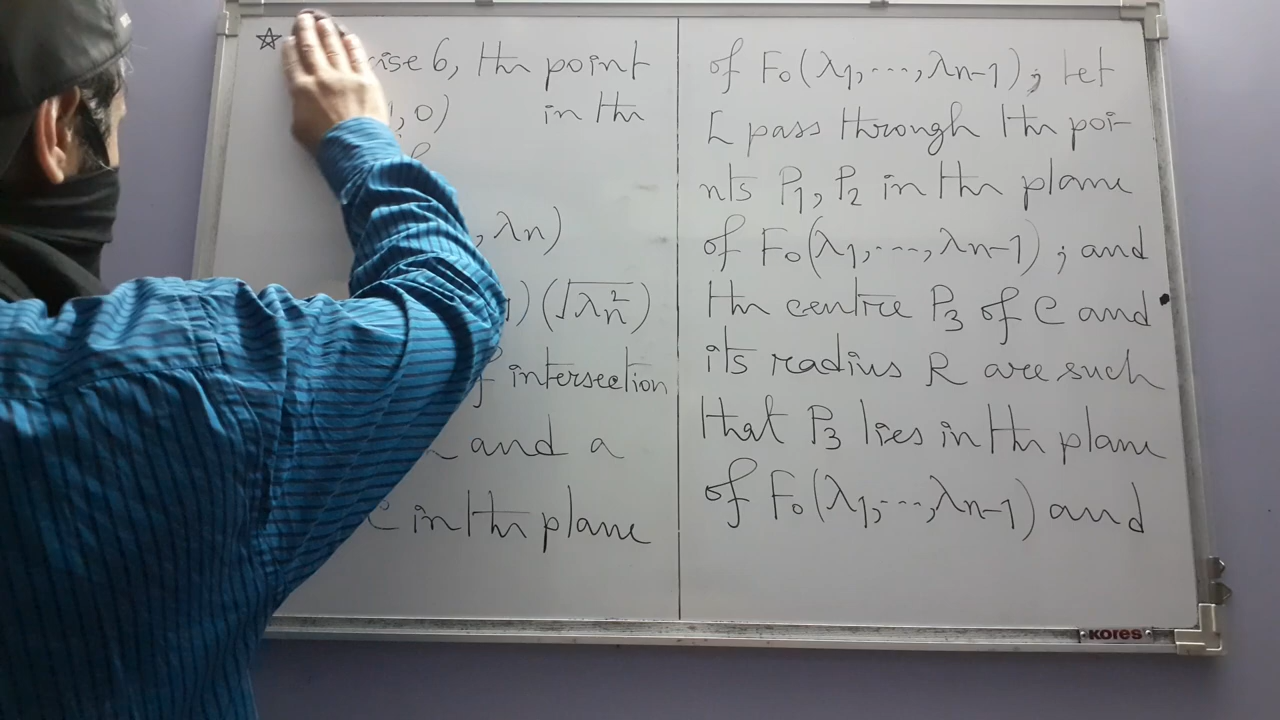 ☆ ise 6, the point
, 0) in the
, λn)
) (√λn²)
intersection
and a
C in the plane
of F₀(λ₁, ..., λn-1); Let
L pass through the poi-
nts P₁, P₂ in the plane
of F₀(λ₁, ..., λn-1); and
the centre P₃ of C and
its radius R are such
that P₃ lies in the plane
of F₀(λ₁, ..., λn-1) and
KORES